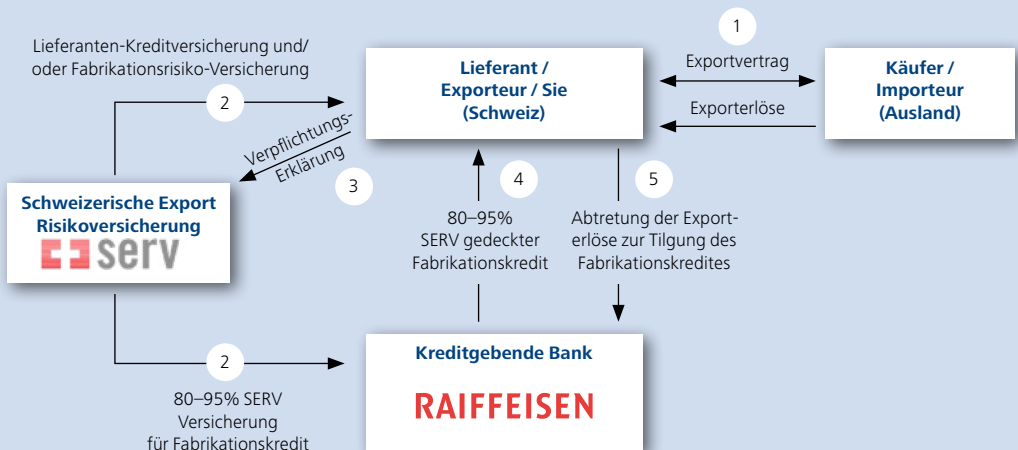 1
Lieferanten-Kreditversicherung und/
oder Fabrikationsrisiko-Versicherung
Exportvertrag
Lieferant /
Exporteur / Sie
(Schweiz)
Käufer /
Importeur
(Ausland)
2
Exporterlöse
Verpflichtungs-
Erklärung
3
4
5
Schweizerische Export
Risikoversicherung
serv
80–95%
SERV gedeckter
Fabrikationskredit
Abtretung der Export-
erlöse zur Tilgung des
Fabrikationskredites
Kreditgebende Bank
RAIFFEISEN
2
80–95% SERV
Versicherung
für Fabrikationskredit